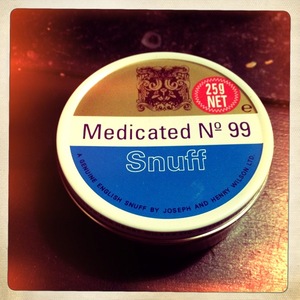 25g
NET
e
Medicated Nº 99
Snuff
A GENUINE ENGLISH SNUFF BY JOSEPH AND HENRY WILSON LTD.